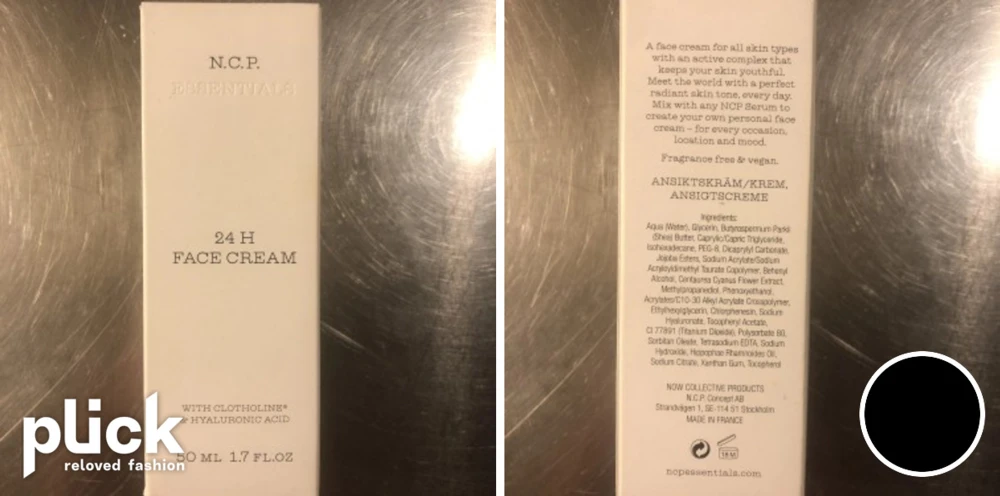 N.C.P.
ESSENTIALS
24 H
FACE CREAM
WITH CLOTHOLINE*
& HYALURONIC ACID
50 ML 1.7 FL.OZ
plick
reloved fashion
A face cream for all skin types
with an active complex that
keeps your skin youthful.
Meet the world with a perfect
radiant skin tone, every day.
Mix with any NCP Serum to
create your own personal face
cream – for every occasion,
location and mood.
Fragrance free & vegan.
ANSIKTSKRÄM/KREM,
ANSIGTSCREME
Ingredients:
Aqua (Water), Glycerin, Butyrospermum Parkii
(Shea) Butter, Caprylic/Capric Triglyceride,
Isohexadecane, PEG-8, Dicaprylyl Carbonate,
Jojoba Esters, Sodium Acrylate/Sodium
Acryloyldimethyl Taurate Copolymer, Behenyl
Alcohol, Centaurea Cyanus Flower Extract,
Methylpropanediol, Phenoxyethanol,
Acrylates/C10-30 Alkyl Acrylate Crosspolymer,
Ethylhexylglycerin, Chlorphenesin, Sodium
Hyaluronate, Tocopheryl Acetate,
CI 77891 (Titanium Dioxide), Polysorbate 80,
Sorbitan Oleate, Tetrasodium EDTA, Sodium
Hydroxide, Hippophae Rhamnoides Oil,
Sodium Citrate, Xanthan Gum, Tocopherol
NOW COLLECTIVE PRODUCTS
N.C.P. Concept AB
Strandvägen 1, SE-114 51 Stockholm
MADE IN FRANCE
18M
ncpessentials.com